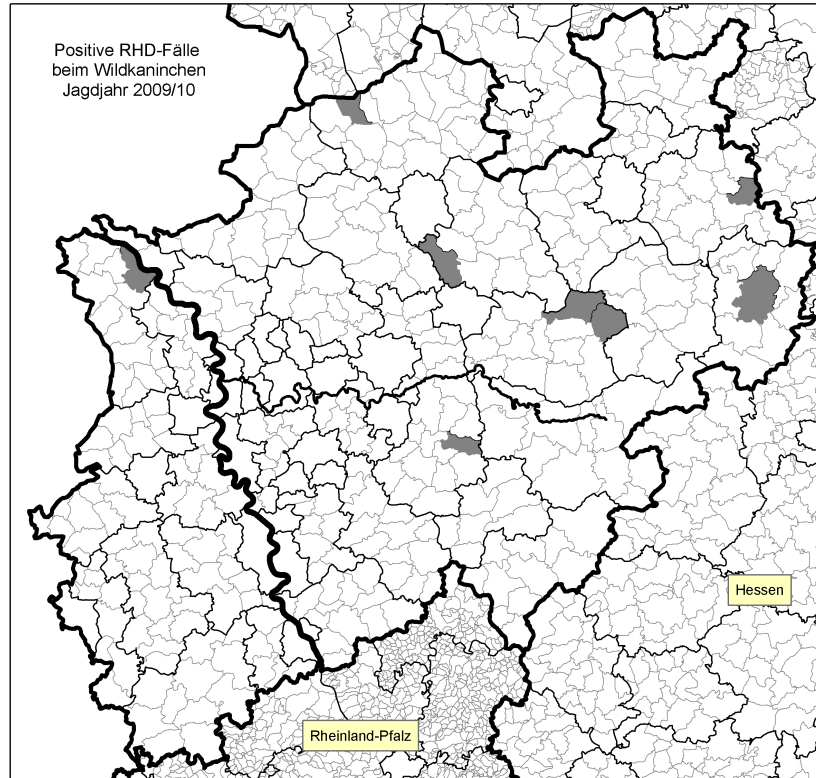 Positive RHD-Fälle
beim Wildkaninchen
Jagdjahr 2009/10
Hessen
Rheinland-Pfalz